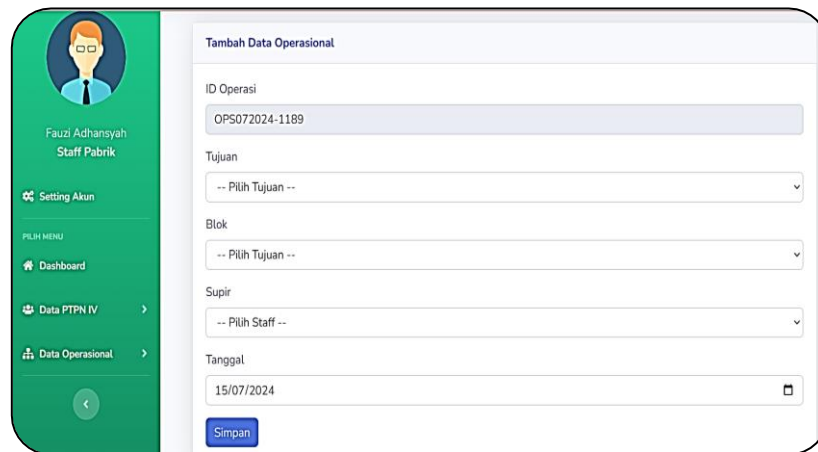 Fauzi Adhansyah
Staff Pabrik
Setting Akun
PILIH MENU
Dashboard
Data PTPN IV
Data Operasional
Tambah Data Operasional
ID Operasi
OPS072024-1189
Tujuan
-- Pilih Tujuan --
Blok
-- Pilih Tujuan --
Supir
-- Pilih Staff --
Tanggal
15/07/2024
Simpan